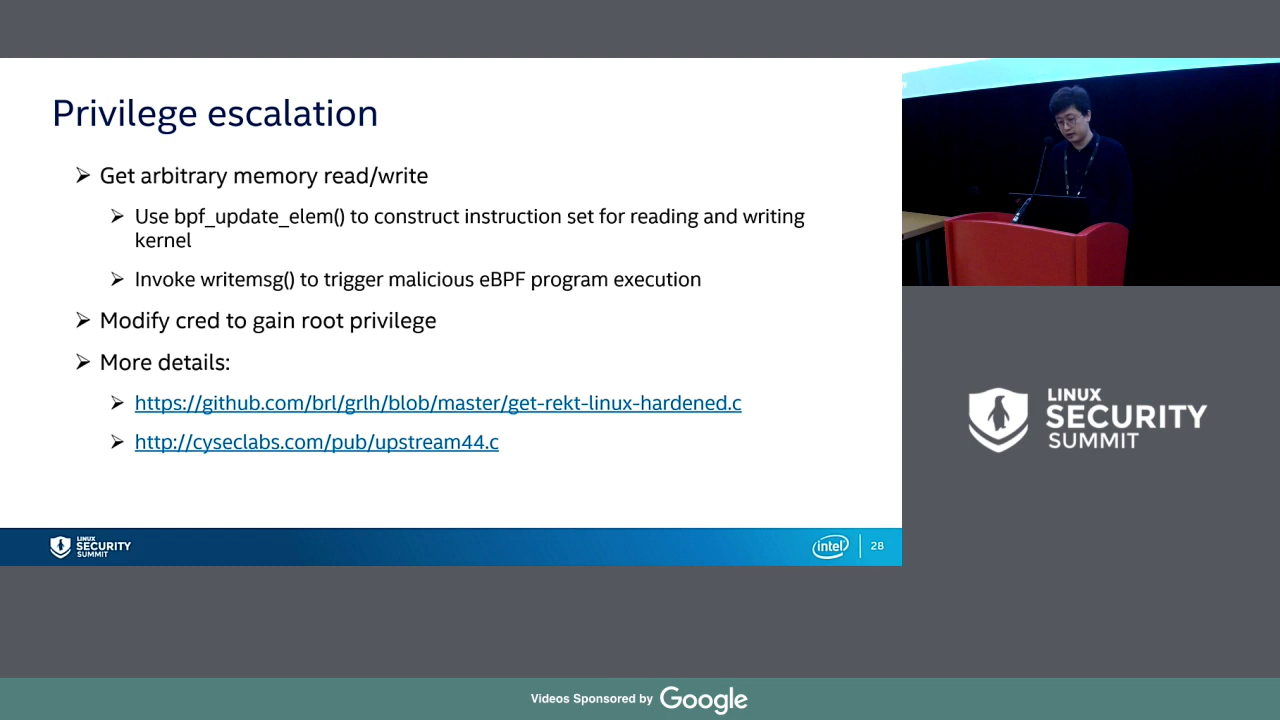 Privilege escalation
Get arbitrary memory read/write
Use bpf_update_elem() to construct instruction set for reading and writing
kernel
Invoke writemsg() to trigger malicious eBPF program execution
Modify cred to gain root privilege
More details:
https://github.com/brl/grlh/blob/master/get-rekt-linux-hardened.c
http://cyseclabs.com/pub/upstream44.c
LINUX
SECURITY
SUMMIT
intel
28
LINUX
SECURITY
SUMMIT
Videos Sponsored by Google